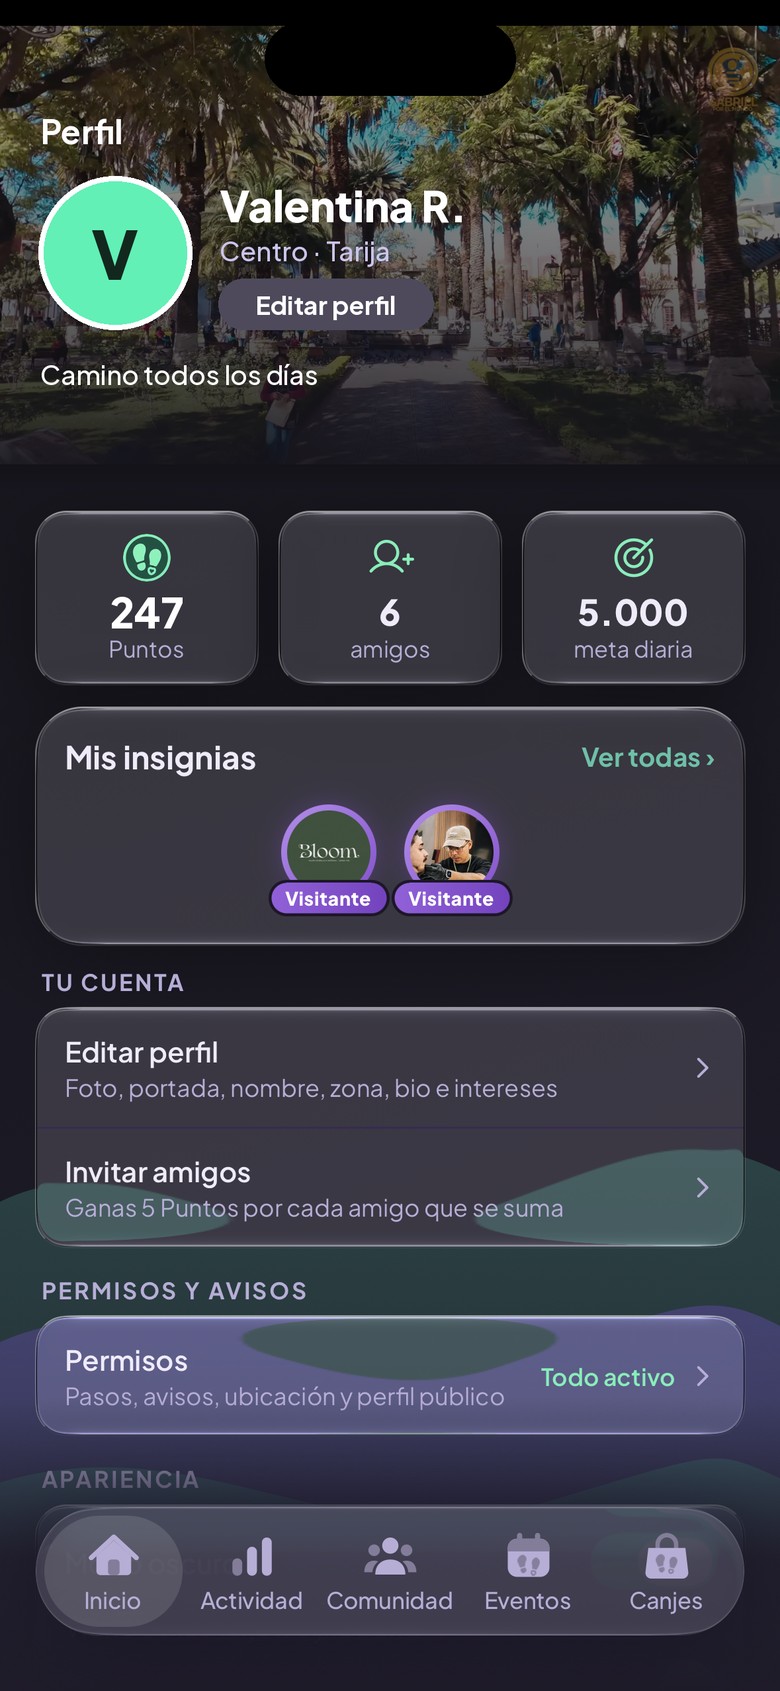 GABRIEL
Perfil
V
Valentina R.
Centro · Tarija
Editar perfil
Camino todos los días
247
Puntos
6
amigos
5.000
meta diaria
Mis insignias
Ver todas ›
Bloom
Visitante
Visitante
TU CUENTA
Editar perfil
Foto, portada, nombre, zona, bio e intereses
Invitar amigos
Ganas 5 Puntos por cada amigo que se suma
PERMISOS Y AVISOS
Permisos
Pasos, avisos, ubicación y perfil público
Todo activo
APARIENCIA
Inicio
Actividad
Comunidad
Eventos
Canjes